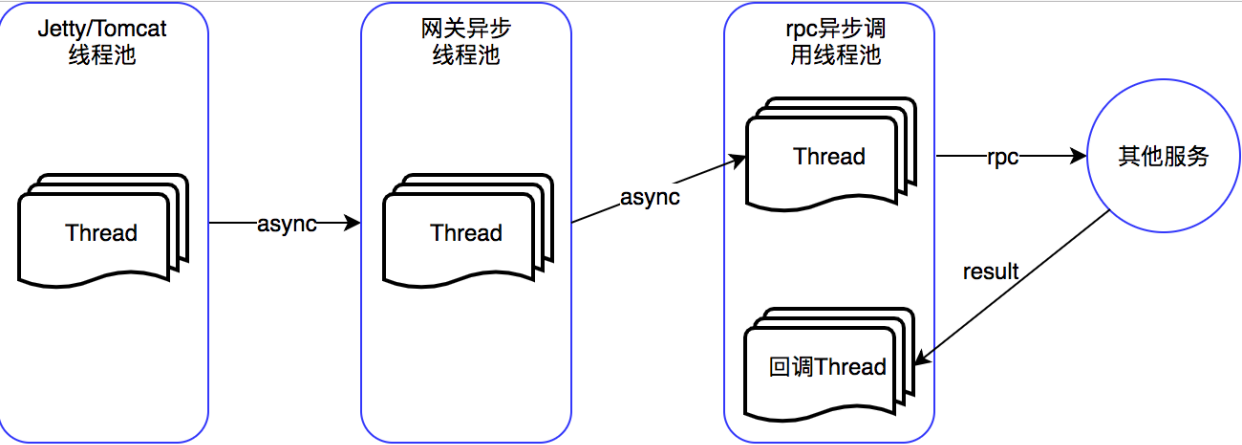 Jetty/Tomcat
线程池
网关异步
线程池
rpc异步调
用线程池
Thread
async
Thread
async
Thread
rpc
其他服务
result
回调Thread